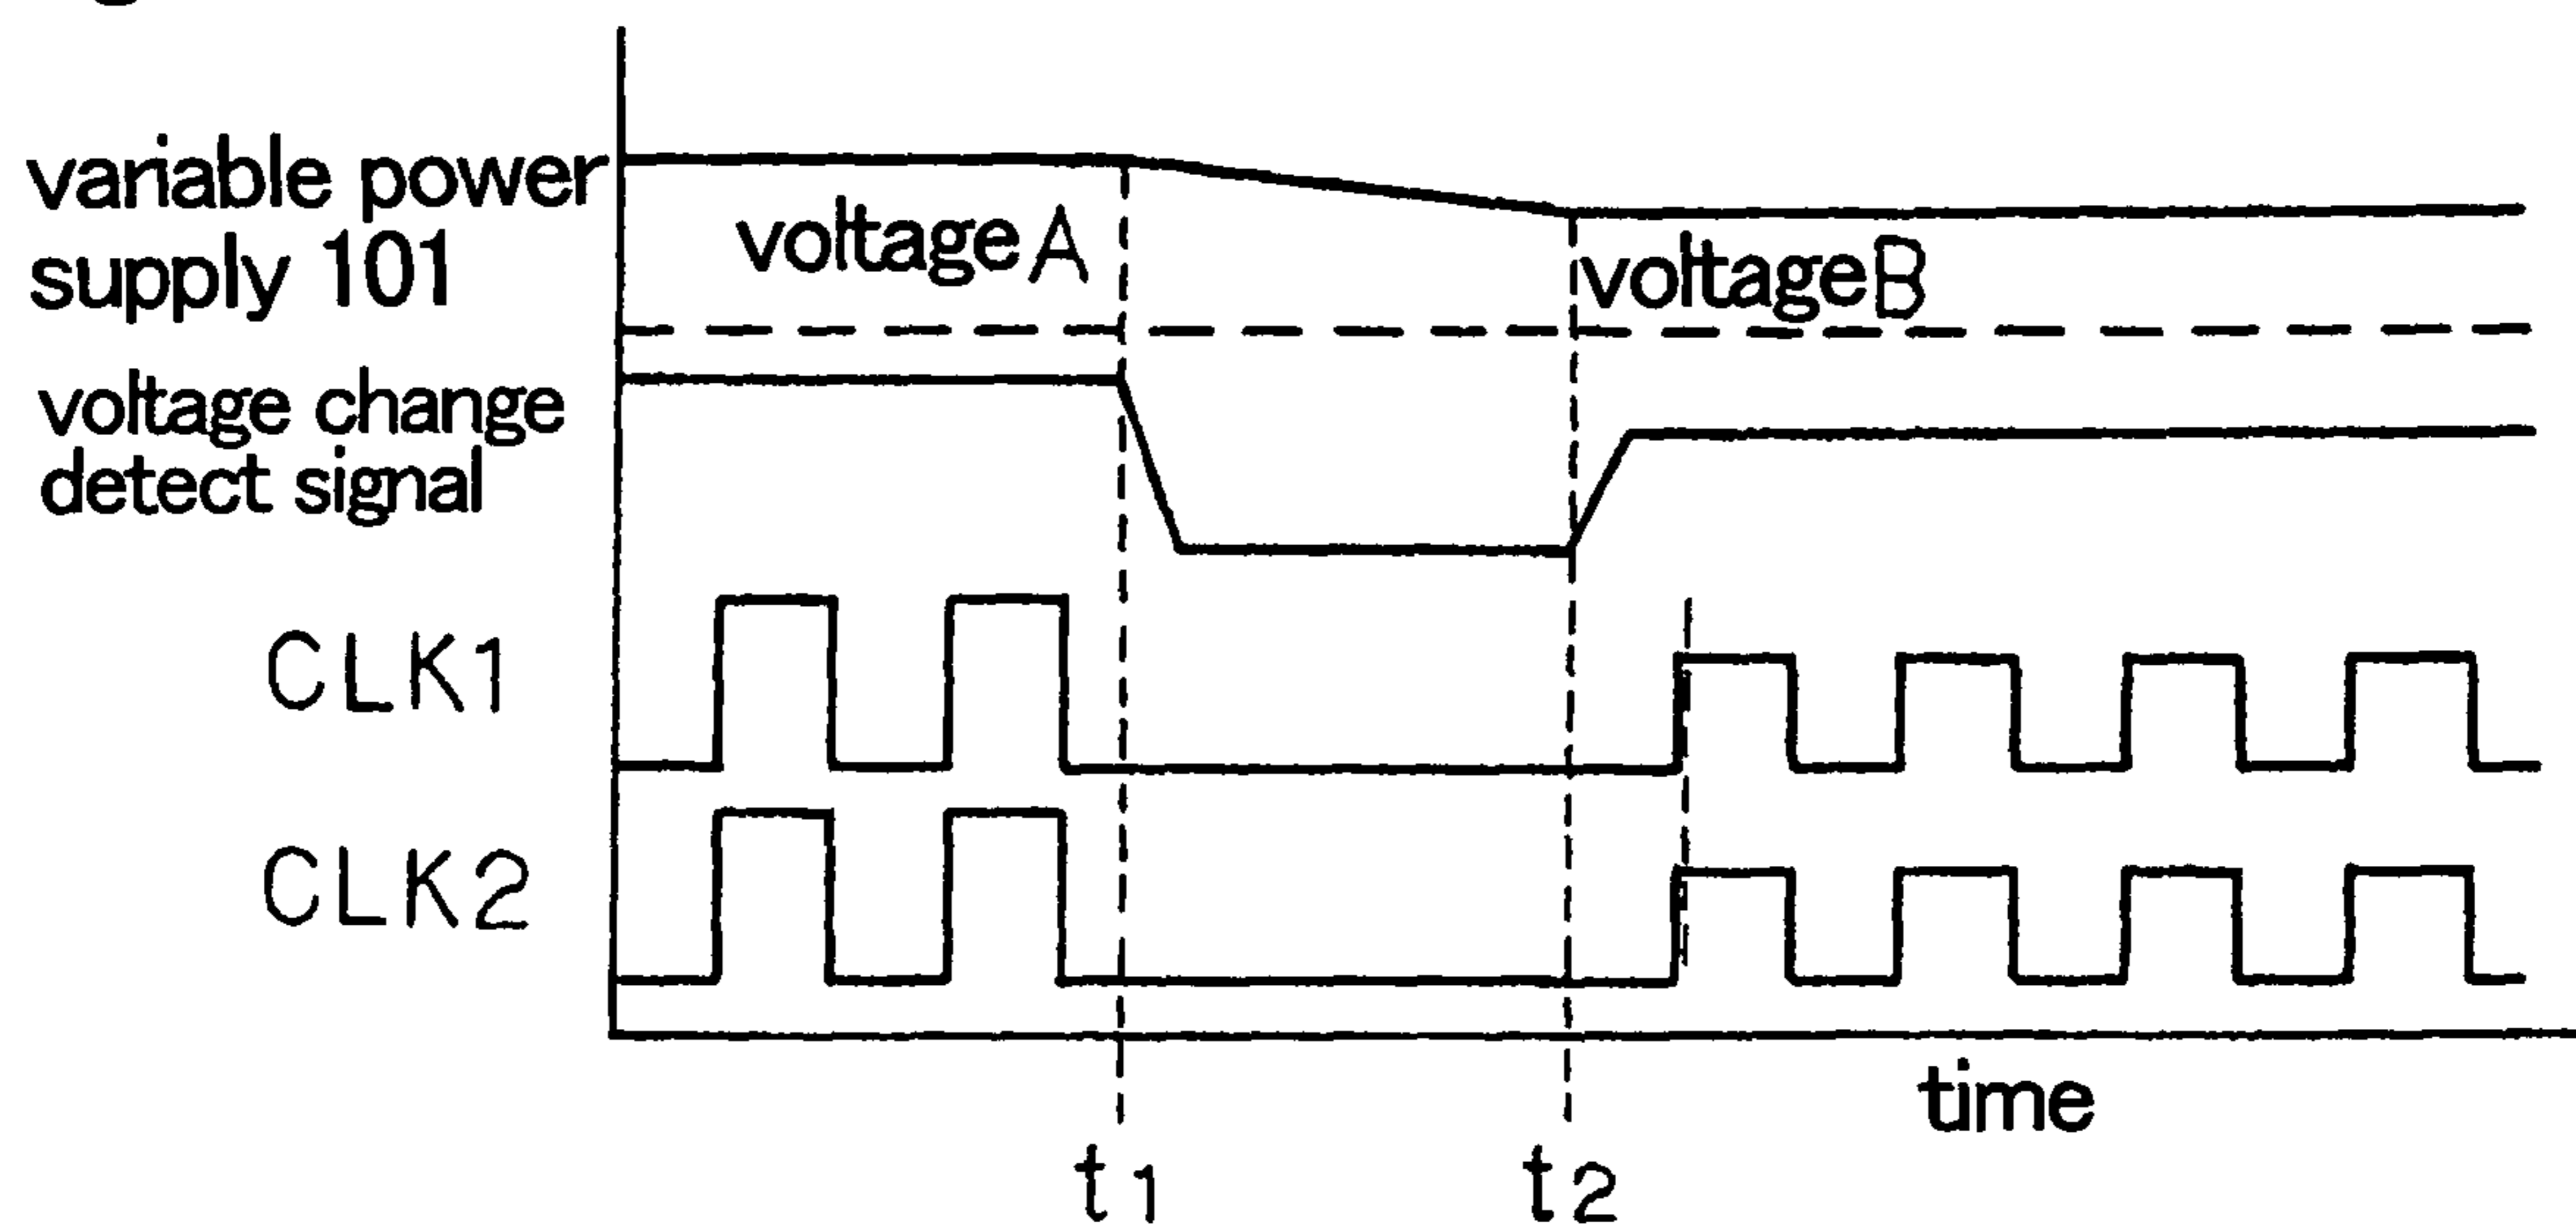 variable power
supply 101
voltage A
voltage B
voltage change
detect signal
CLK1
CLK2
time
t1
t2